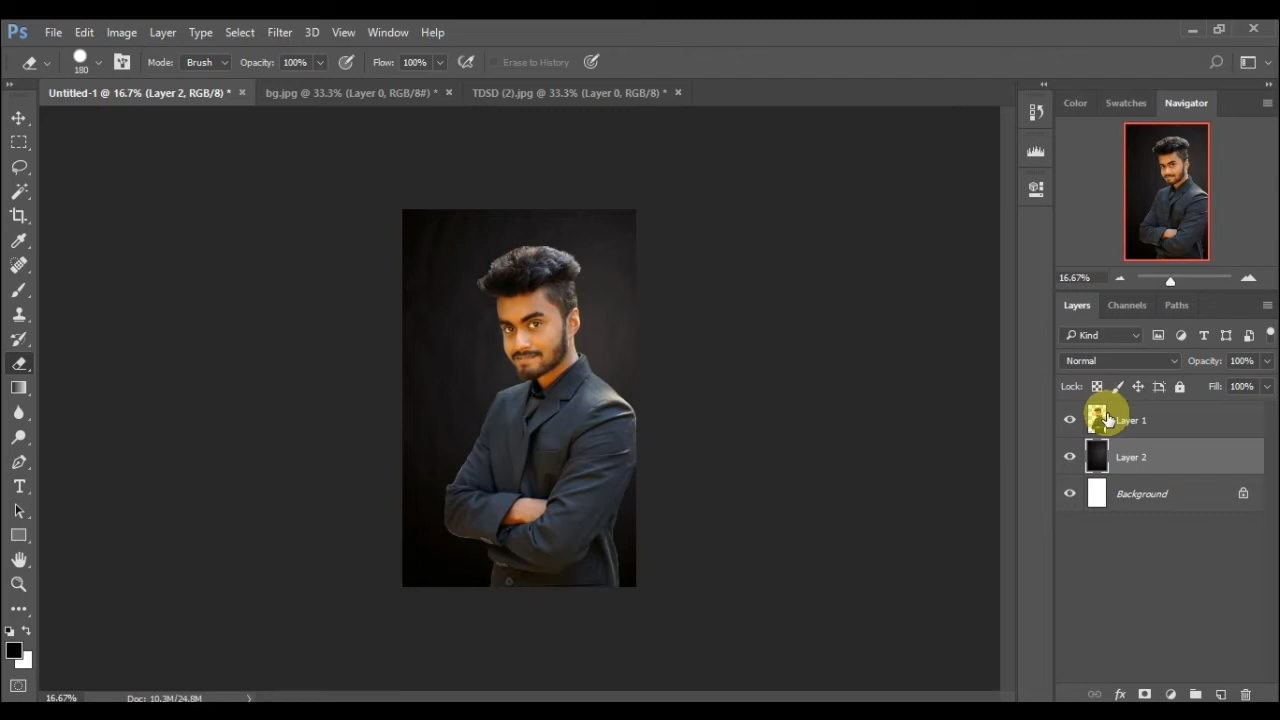 Ps File Edit Image Layer Type Select Filter 3D View Window Help
180 Mode: Brush Opacity: 100% Flow: 100% Erase to History
Untitled-1 @ 16.7% (Layer 2, RGB/8) * × bg.jpg @ 33.3% (Layer 0, RGB/8#) * × TDSD (2).jpg @ 33.3% (Layer 0, RGB/8) * ×
Color Swatches Navigator
16.67%
Layers Channels Paths
Kind
Normal Opacity: 100%
Lock: Fill: 100%
Layer 1
Layer 2
Background
16.67% Doc: 10.3M/24.8M